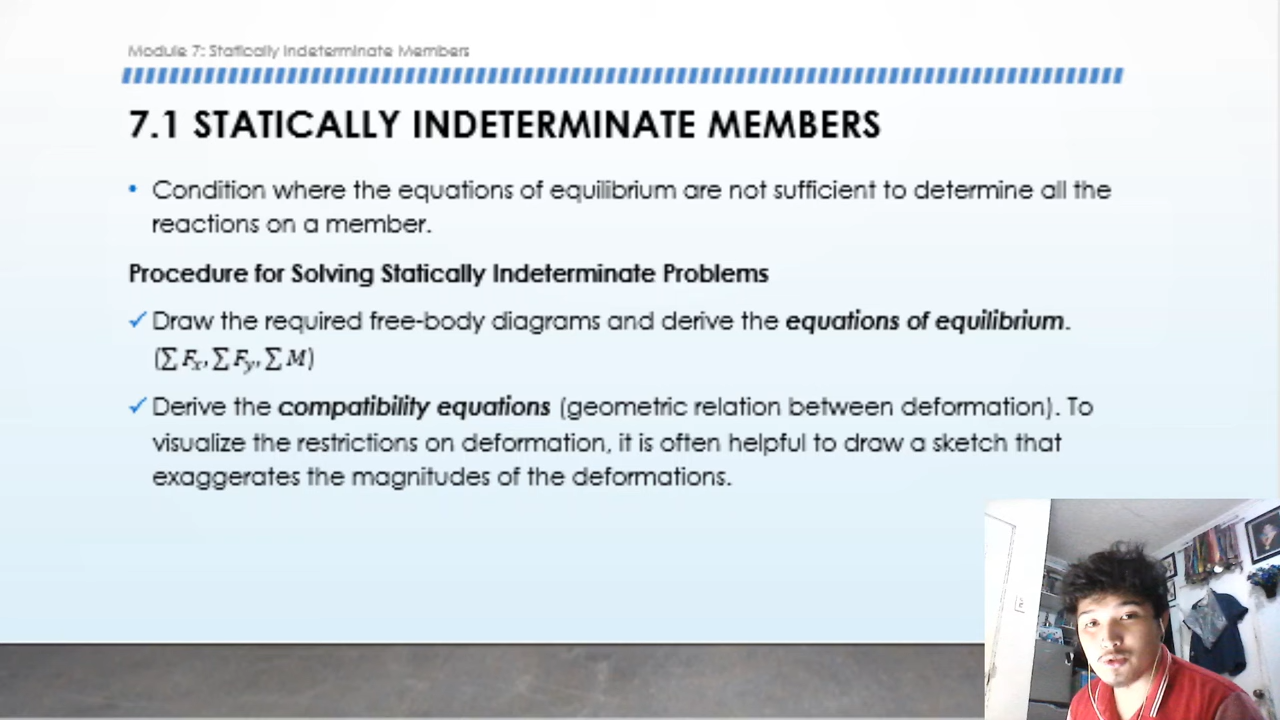 Module 7: Statically Indeterminate Members
7.1 STATICALLY INDETERMINATE MEMBERS
• Condition where the equations of equilibrium are not sufficient to determine all the
reactions on a member.
Procedure for Solving Statically Indeterminate Problems
✓ Draw the required free-body diagrams and derive the equations of equilibrium.
(∑ Fₓ, ∑ Fᵧ, ∑ M)
✓ Derive the compatibility equations (geometric relation between deformation). To
visualize the restrictions on deformation, it is often helpful to draw a sketch that
exaggerates the magnitudes of the deformations.